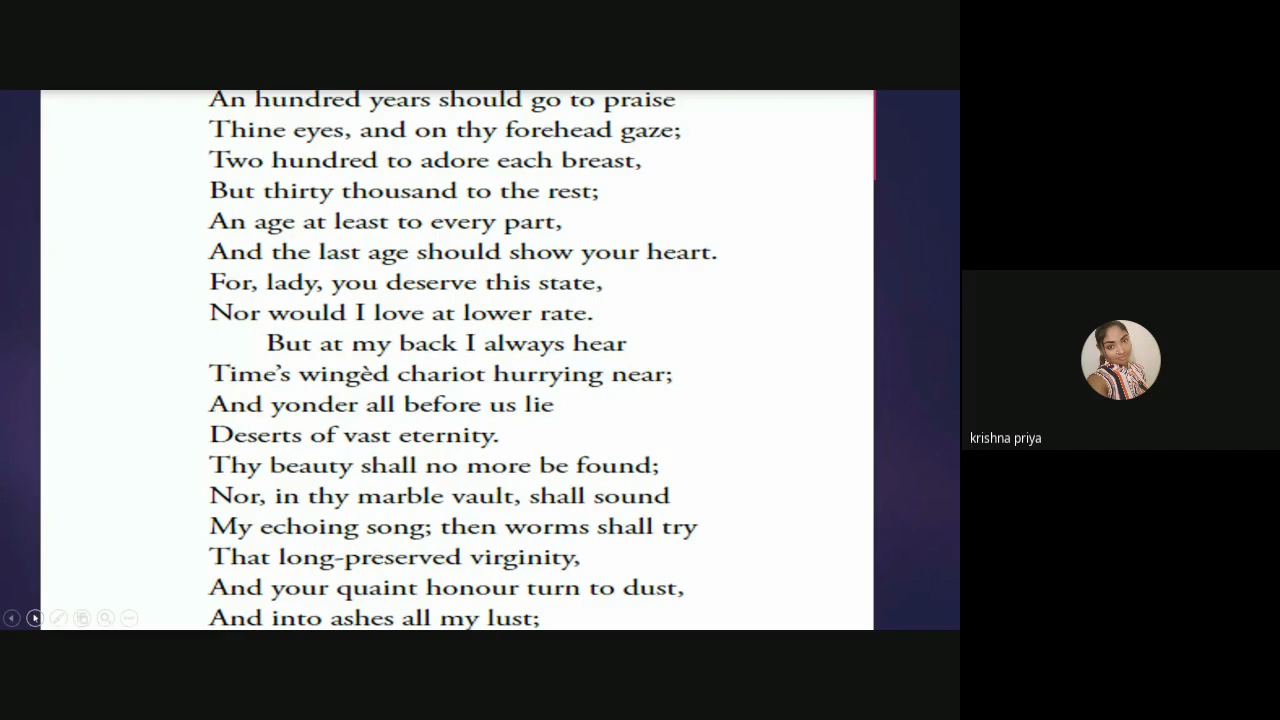 An hundred years should go to praise
Thine eyes, and on thy forehead gaze;
Two hundred to adore each breast,
But thirty thousand to the rest;
An age at least to every part,
And the last age should show your heart.
For, lady, you deserve this state,
Nor would I love at lower rate.
But at my back I always hear
Time’s wingèd chariot hurrying near;
And yonder all before us lie
Deserts of vast eternity.
Thy beauty shall no more be found;
Nor, in thy marble vault, shall sound
My echoing song; then worms shall try
That long-preserved virginity,
And your quaint honour turn to dust,
And into ashes all my lust;
krishna priya